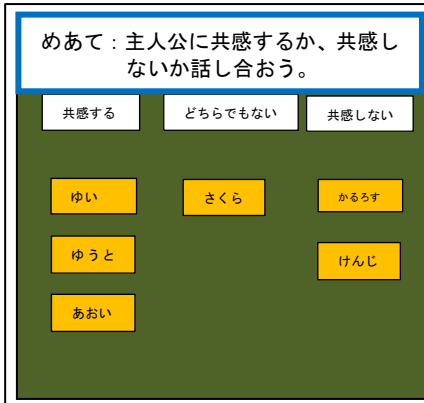 めあて：主人公に共感するか、共感し
ないか話し合おう。
共感する
どちらでもない
共感しない
ゆい
さくら
かるろす
ゆうと
けんじ
あおい